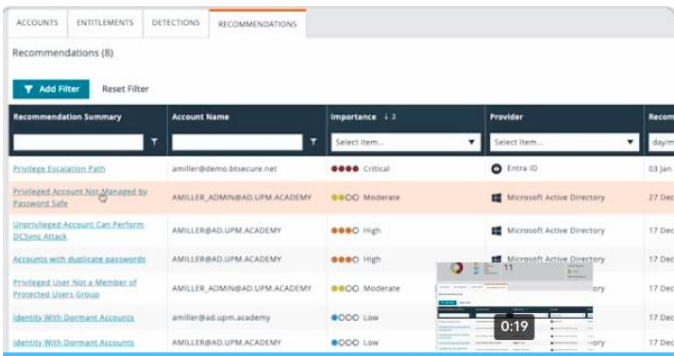 ACCOUNTS ENTITLEMENTS DETECTIONS RECOMMENDATIONS
Recommendations (8)
Add Filter Reset Filter
Recommendation Summary Account Name Importance 2 Provider Recom
Select Item... Select Item... day/m
Privilege Escalation Path amiller@demo.btsecure.net Critical Entra ID 03 Jan
Privileged Account Not Managed by
Password Safe AMILLER_ADMIN@AD.UPM.ACADEMY Moderate Microsoft Active Directory 27 Dec
Unprivileged Account Can Perform
DCSync Attack AMILLER@AD.UPM.ACADEMY High Microsoft Active Directory 17 Dec
Accounts with duplicate passwords AMILLER@AD.UPM.ACADEMY High Microsoft Active Directory 17 Dec
Privileged User Not a Member of
Protected Users Group AMILLER_ADMIN@AD.UPM.ACADEMY Moderate 17 Dec
11
Identity With Dormant Accounts amiller@ad.upm.academy Low 17 Dec
0:19
Identity With Dormant Accounts AMILLER@AD.UPM.ACADEMY Low 17 Dec